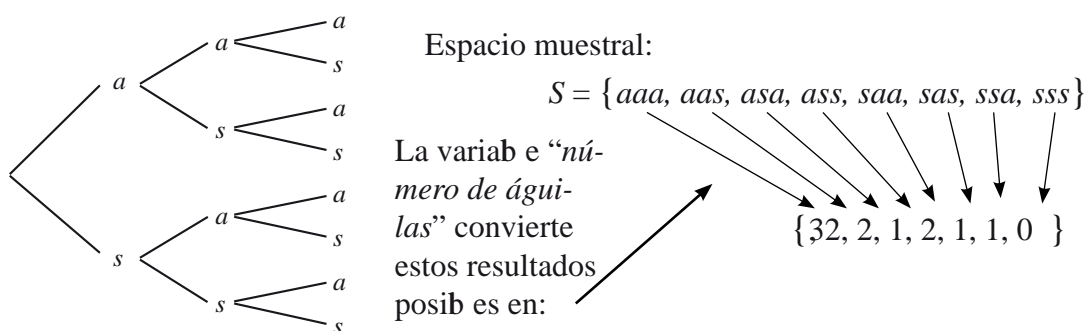 a
a
s
a
a
s
s
a
s
a
a
s
s
a
s
s
Espacio muestral:
S = {aaa, aas, asa, ass, saa, sas, ssa, sss}
La variab e “nú-
mero de águi-
las” convierte
estos resultados
posib es en:
{,32, 2, 1, 2, 1, 1, 0 }